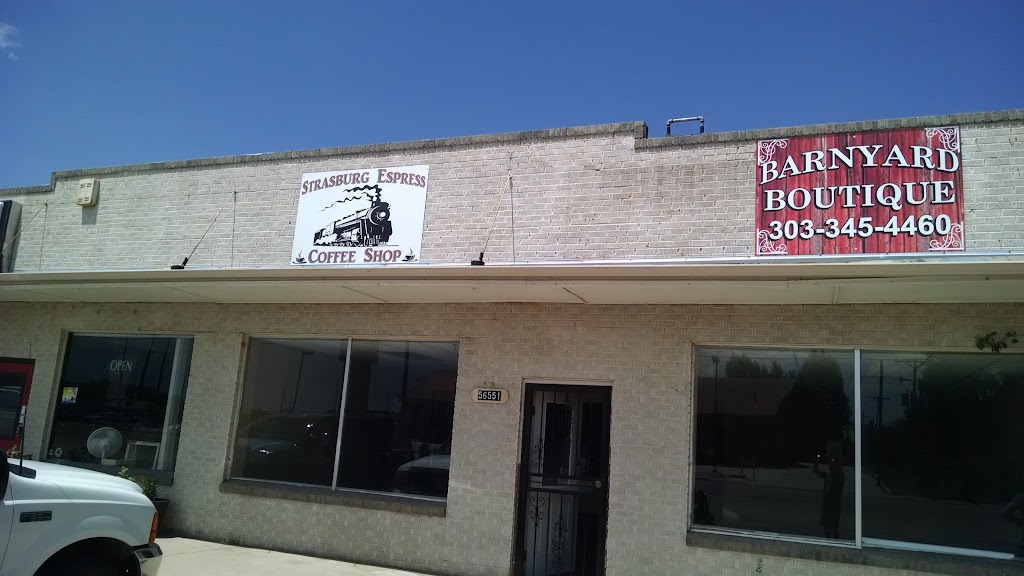 STRASBURG ESPRESS
COFFEE SHOP
BARNYARD
BOUTIQUE
303-345-4460
OPEN
56551